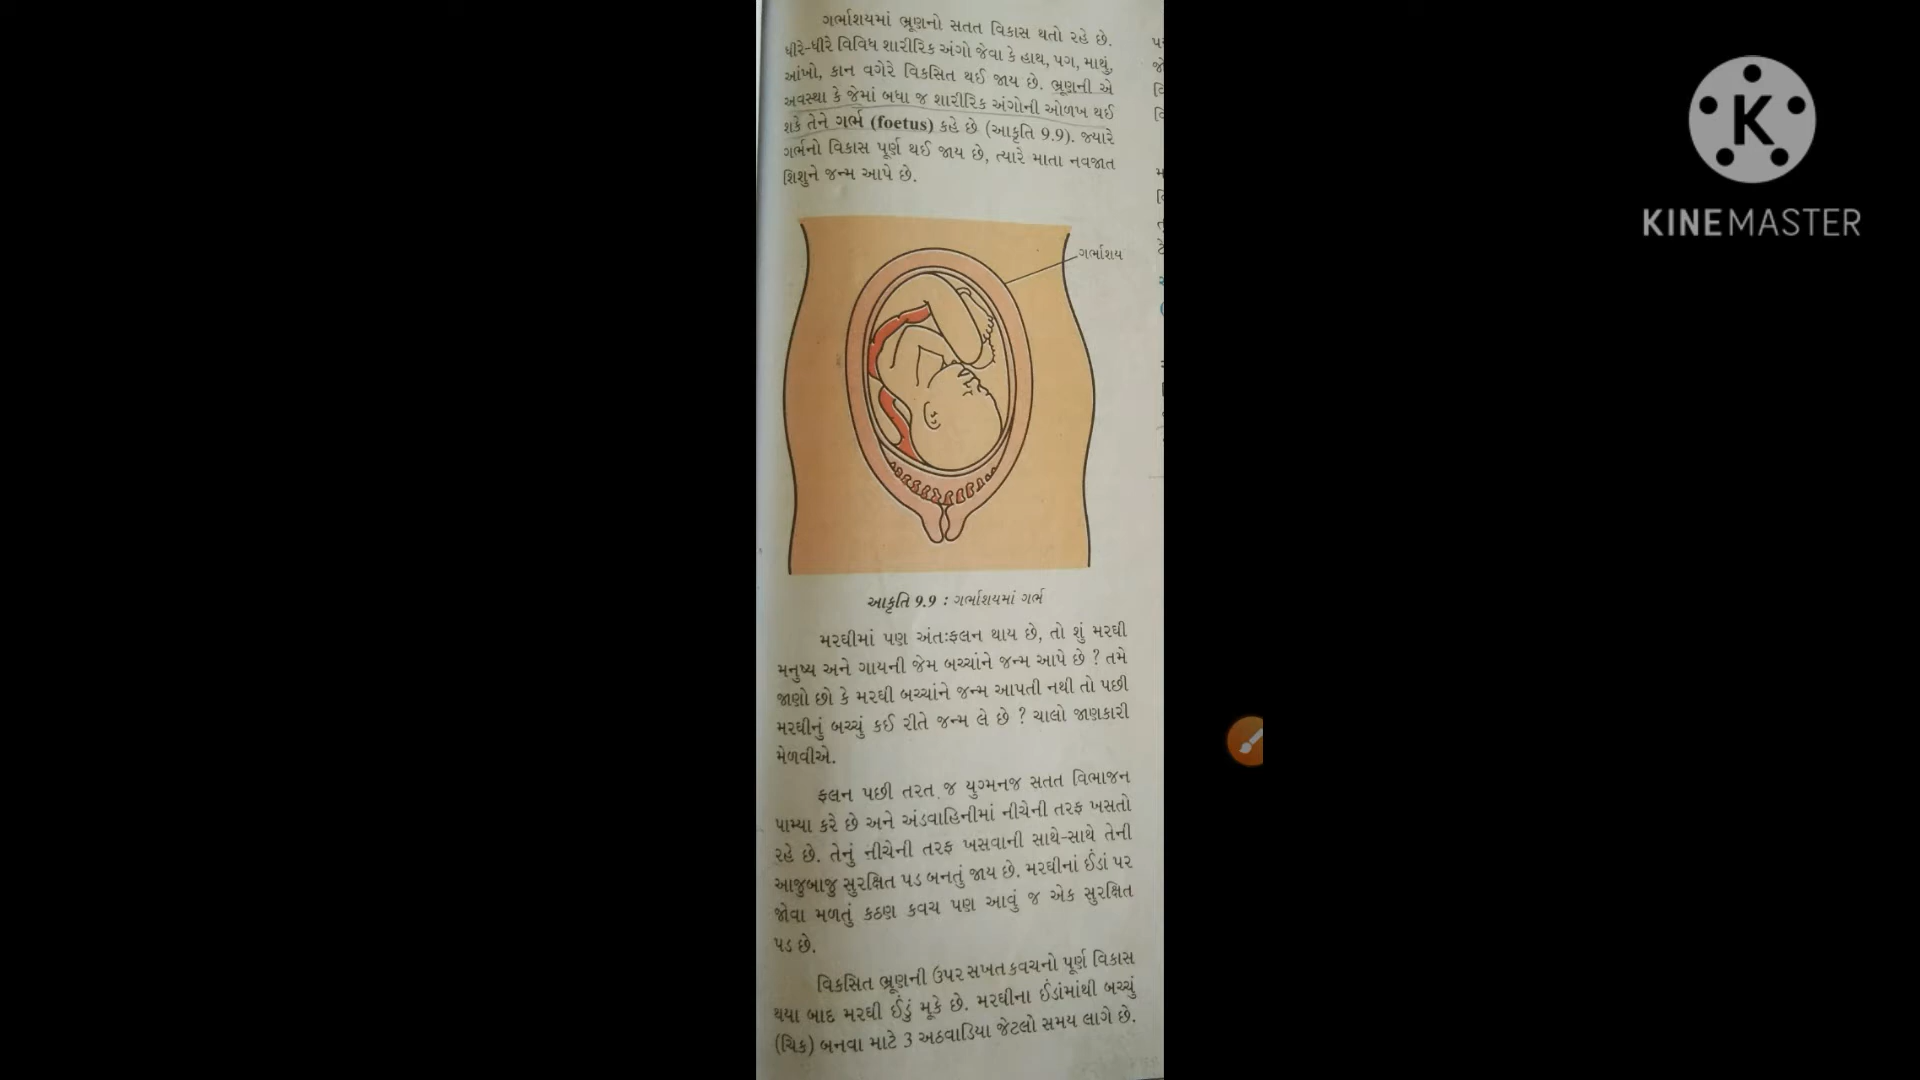 ગર્ભાશયમાં ભ્રૂણનો સતત વિકાસ થતો રહે છે.
ધીરે-ધીરે વિવિધ શારીરિક અંગો જેવા કે હાથ, પગ, માથું,
આંખો, કાન વગેરે વિકસિત થઈ જાય છે. ભ્રૂણની એ
અવસ્થા કે જેમાં બધા જ શારીરિક અંગોની ઓળખ થઈ
શકે તેને ગર્ભ (foetus) કહે છે (આકૃતિ 9.9). જ્યારે
ગર્ભનો વિકાસ પૂર્ણ થઈ જાય છે, ત્યારે માતા નવજાત
શિશુને જન્મ આપે છે.
ગર્ભાશય
આકૃતિ 9.9 : ગર્ભાશયમાં ગર્ભ
મરઘીમાં પણ અંતઃફલન થાય છે, તો શું મરઘી
મનુષ્ય અને ગાયની જેમ બચ્ચાંને જન્મ આપે છે ? તમે
જાણો છો કે મરઘી બચ્ચાંને જન્મ આપતી નથી તો પછી
મરઘીનું બચ્ચું કઈ રીતે જન્મ લે છે ? ચાલો જાણકારી
મેળવીએ.
ફલન પછી તરત જ યુગ્મનજ સતત વિભાજન
પામ્યા કરે છે અને અંડવાહિનીમાં નીચેની તરફ ખસતો
રહે છે. તેનું નીચેની તરફ ખસવાની સાથે-સાથે તેની
આજુબાજુ સુરક્ષિત પડ બનતું જાય છે. મરઘીનાં ઈંડાં પર
જોવા મળતું કઠણ કવચ પણ આવું જ એક સુરક્ષિત
પડ છે.
વિકસિત ભ્રૂણની ઉપર સખત કવચનો પૂર્ણ વિકાસ
થયા બાદ મરઘી ઈંડું મૂકે છે. મરઘીના ઈંડાંમાંથી બચ્ચું
(ચિક) બનવા માટે 3 અઠવાડિયા જેટલો સમય લાગે છે.
K
KINEMASTER